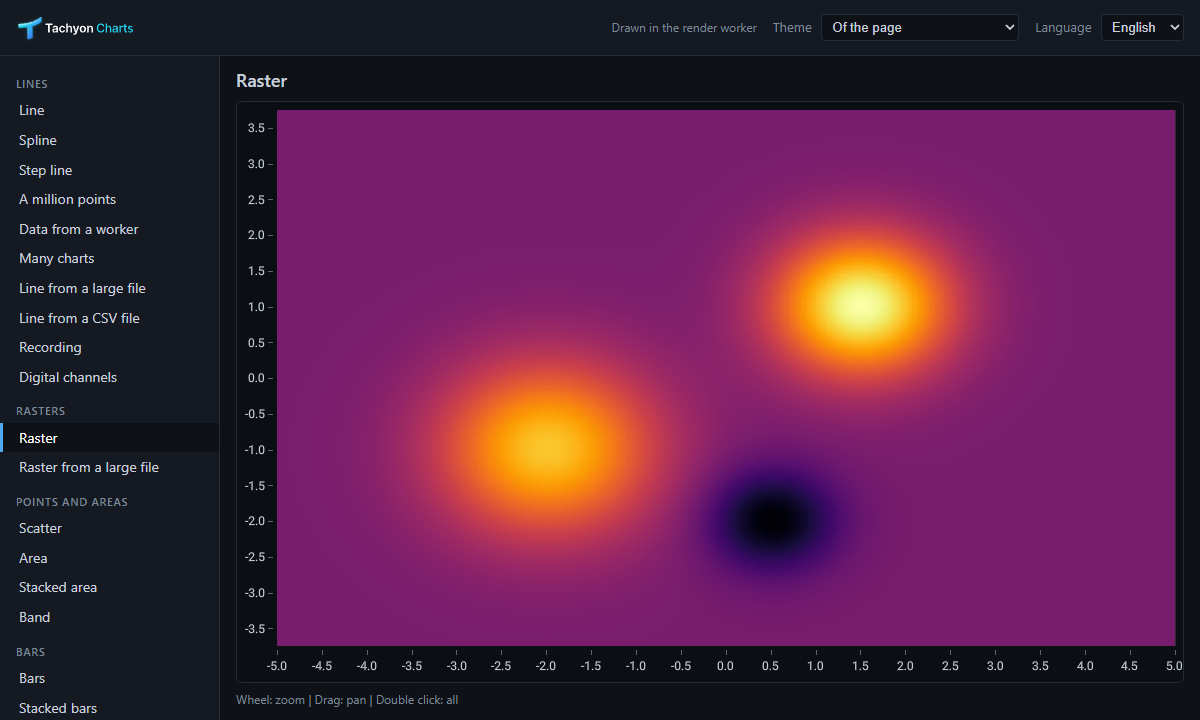 Tachyon Charts
Drawn in the render worker
Theme
Of the page
Language
English
LINES
Line
Spline
Step line
A million points
Data from a worker
Many charts
Line from a large file
Line from a CSV file
Recording
Digital channels
RASTERS
Raster
Raster from a large file
POINTS AND AREAS
Scatter
Area
Stacked area
Band
BARS
Bars
Stacked bars
Raster
3.5
3.0
2.5
2.0
1.5
1.0
0.5
0.0
-0.5
-1.0
-1.5
-2.0
-2.5
-3.0
-3.5
-5.0 -4.5 -4.0 -3.5 -3.0 -2.5 -2.0 -1.5 -1.0 -0.5 0.0 0.5 1.0 1.5 2.0 2.5 3.0 3.5 4.0 4.5 5.0
Wheel: zoom | Drag: pan | Double click: all